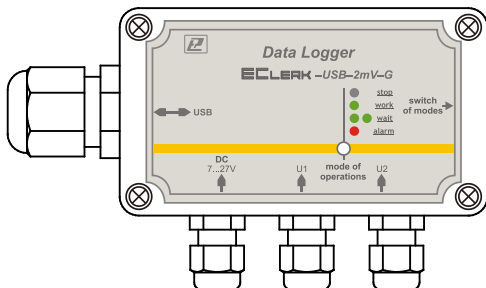 Data Logger
EClerk -USB-2mV-G
stop
work
wait
alarm
switch
of modes
USB
DC
7...27V
U1
mode of
operations
U2